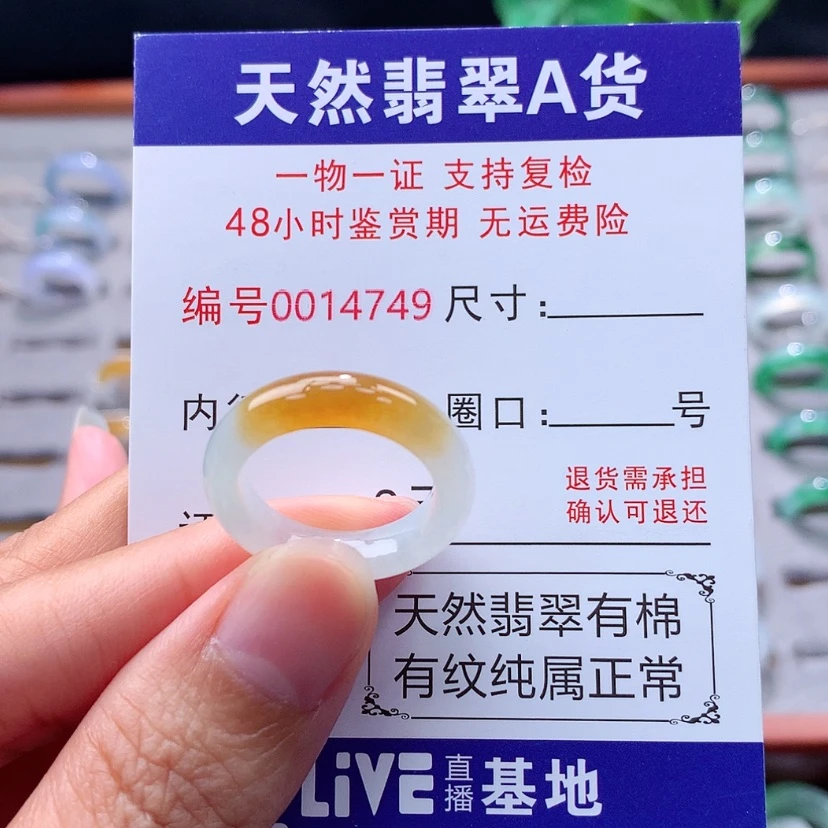 天然翡翠A货
一物一证 支持复检
48小时鉴赏期 无运费险
编号0014749 尺寸:
内 圈口: 号
退货需承担
确认可退还
天然翡翠有棉
有纹纯属正常
LiVE 直播 基地